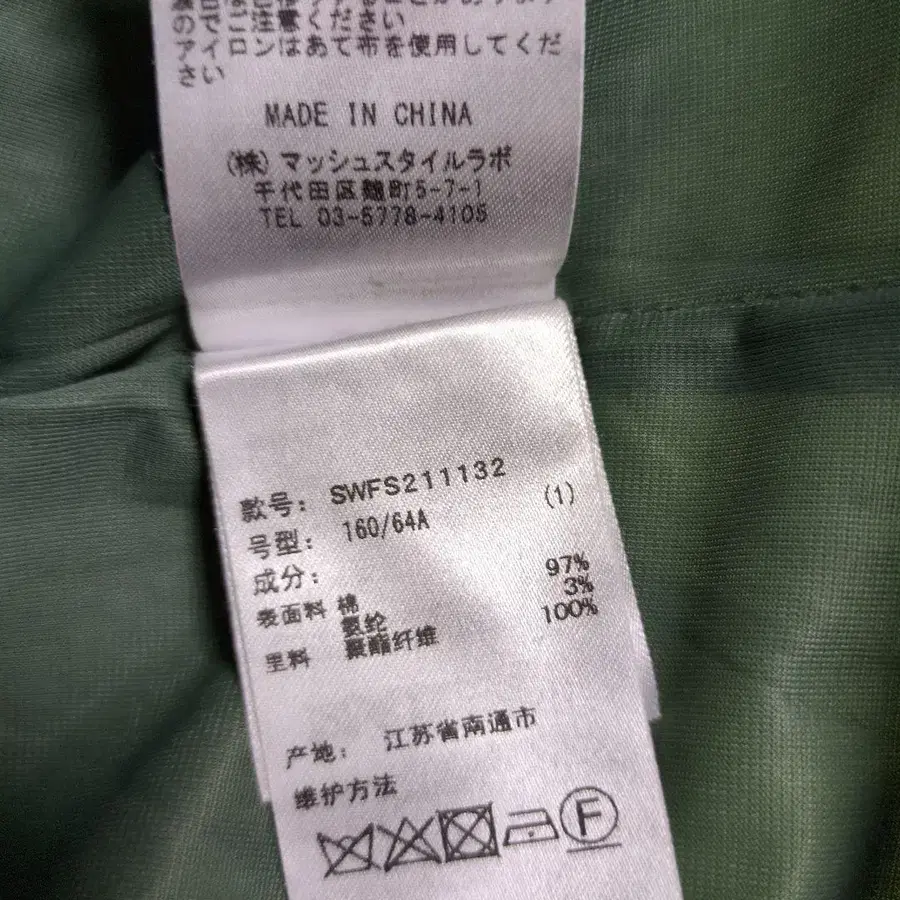 のでご注意ください
アイロンはあて布を使用してくだ
さい
MADE IN CHINA
(株)マッシュスタイルラボ
千代田区麹町5-7-1
TEL 03-5778-4105
款号: SWFS211132
(1)
号型: 160/64A
成分:
表面料 棉 97%
氨纶 3%
里料 聚酯纤维 100%
产地: 江苏省南通市
维护方法
F